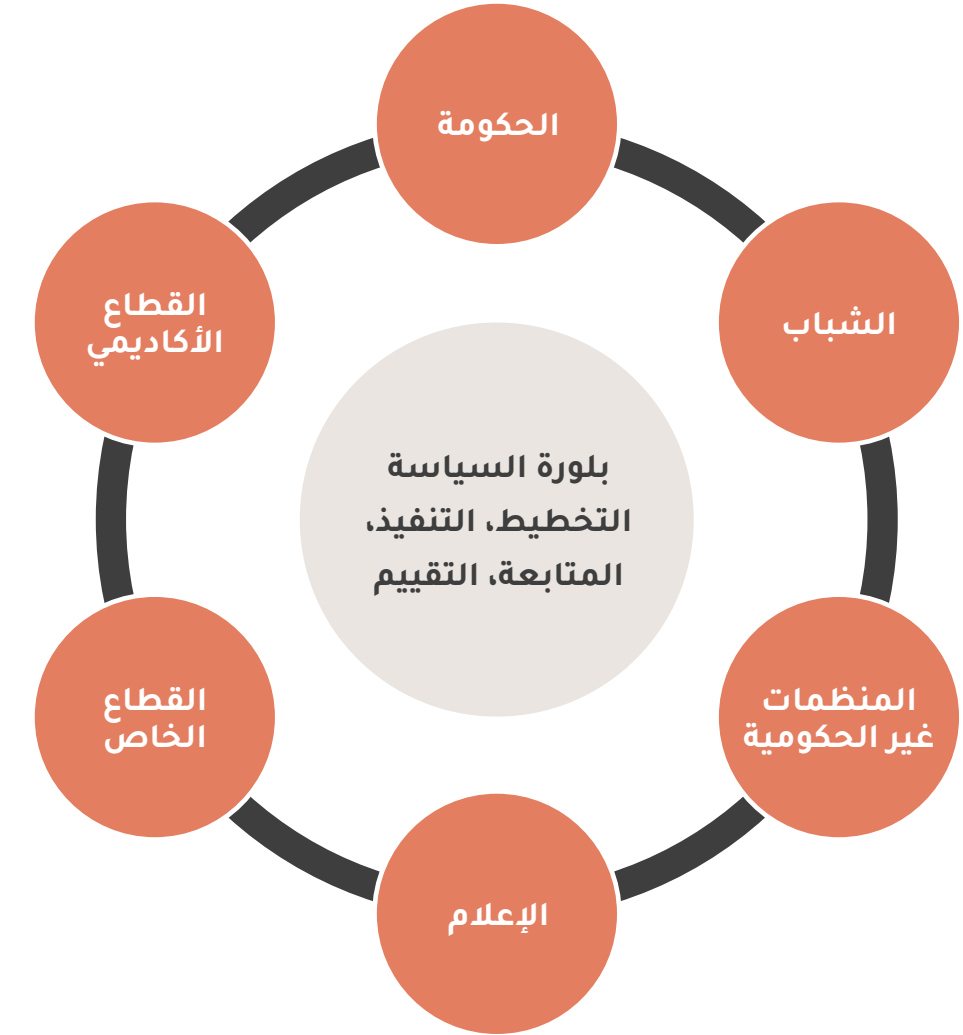 الحكومة
الشباب
القطاع
الأكاديمي
بلورة السياسة
التخطيط، التنفيذ،
المتابعة، التقييم
المنظمات
غير الحكومية
القطاع
الخاص
الإعلام